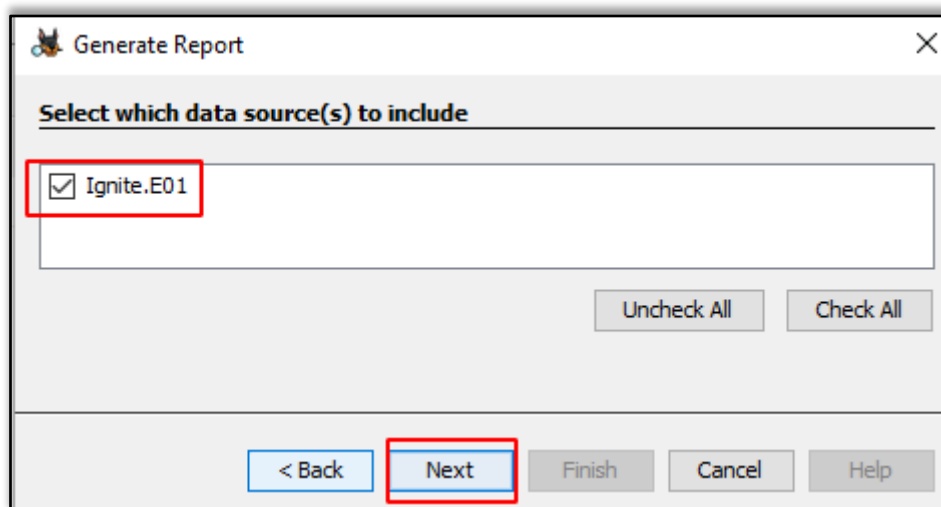 Generate Report
Select which data source(s) to include
Ignite.E01
Uncheck All Check All
< Back Next Finish Cancel Help